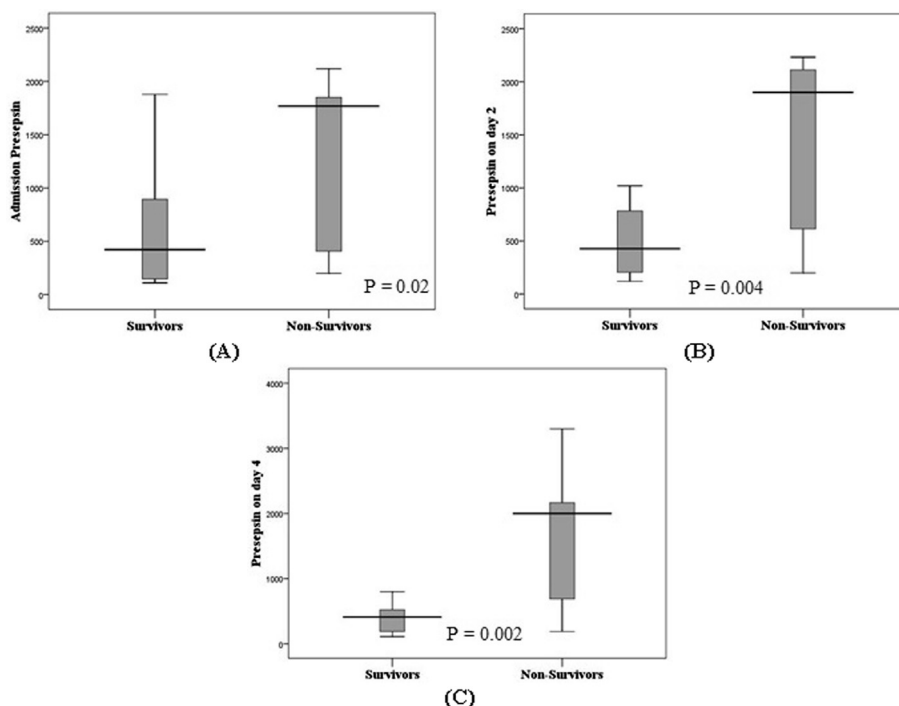 Admission Presepsin
2500
2000
1500
1000
500
0
P = 0.02
Survivors Non-Survivors
(A)
Presepsin on day 2
2500
2000
1500
1000
500
0
P = 0.004
Survivors Non-Survivors
(B)
Presepsin on day 4
4000
3000
2000
1000
0
P = 0.002
Survivors Non-Survivors
(C)